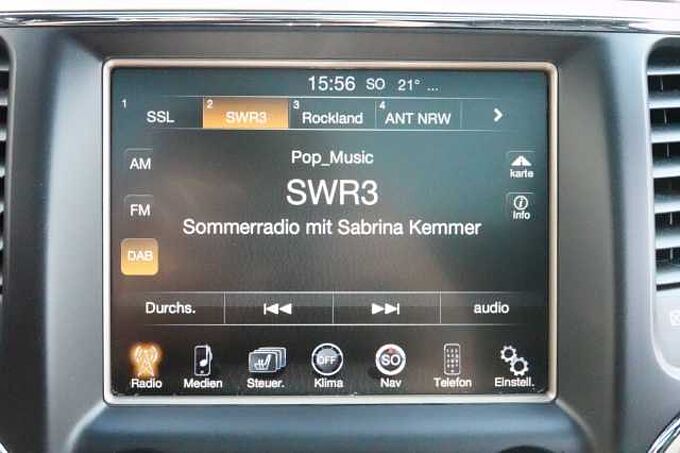 15:56 SO 21° ...
1 SSL 2 SWR3 3 Rockland 4 ANT NRW
AM
Pop_Music
karte
FM
SWR3
Info
Sommerradio mit Sabrina Kemmer
DAB
Durchs. audio
OFF SO
Radio Medien Steuer. Klima Nav Telefon Einstell.